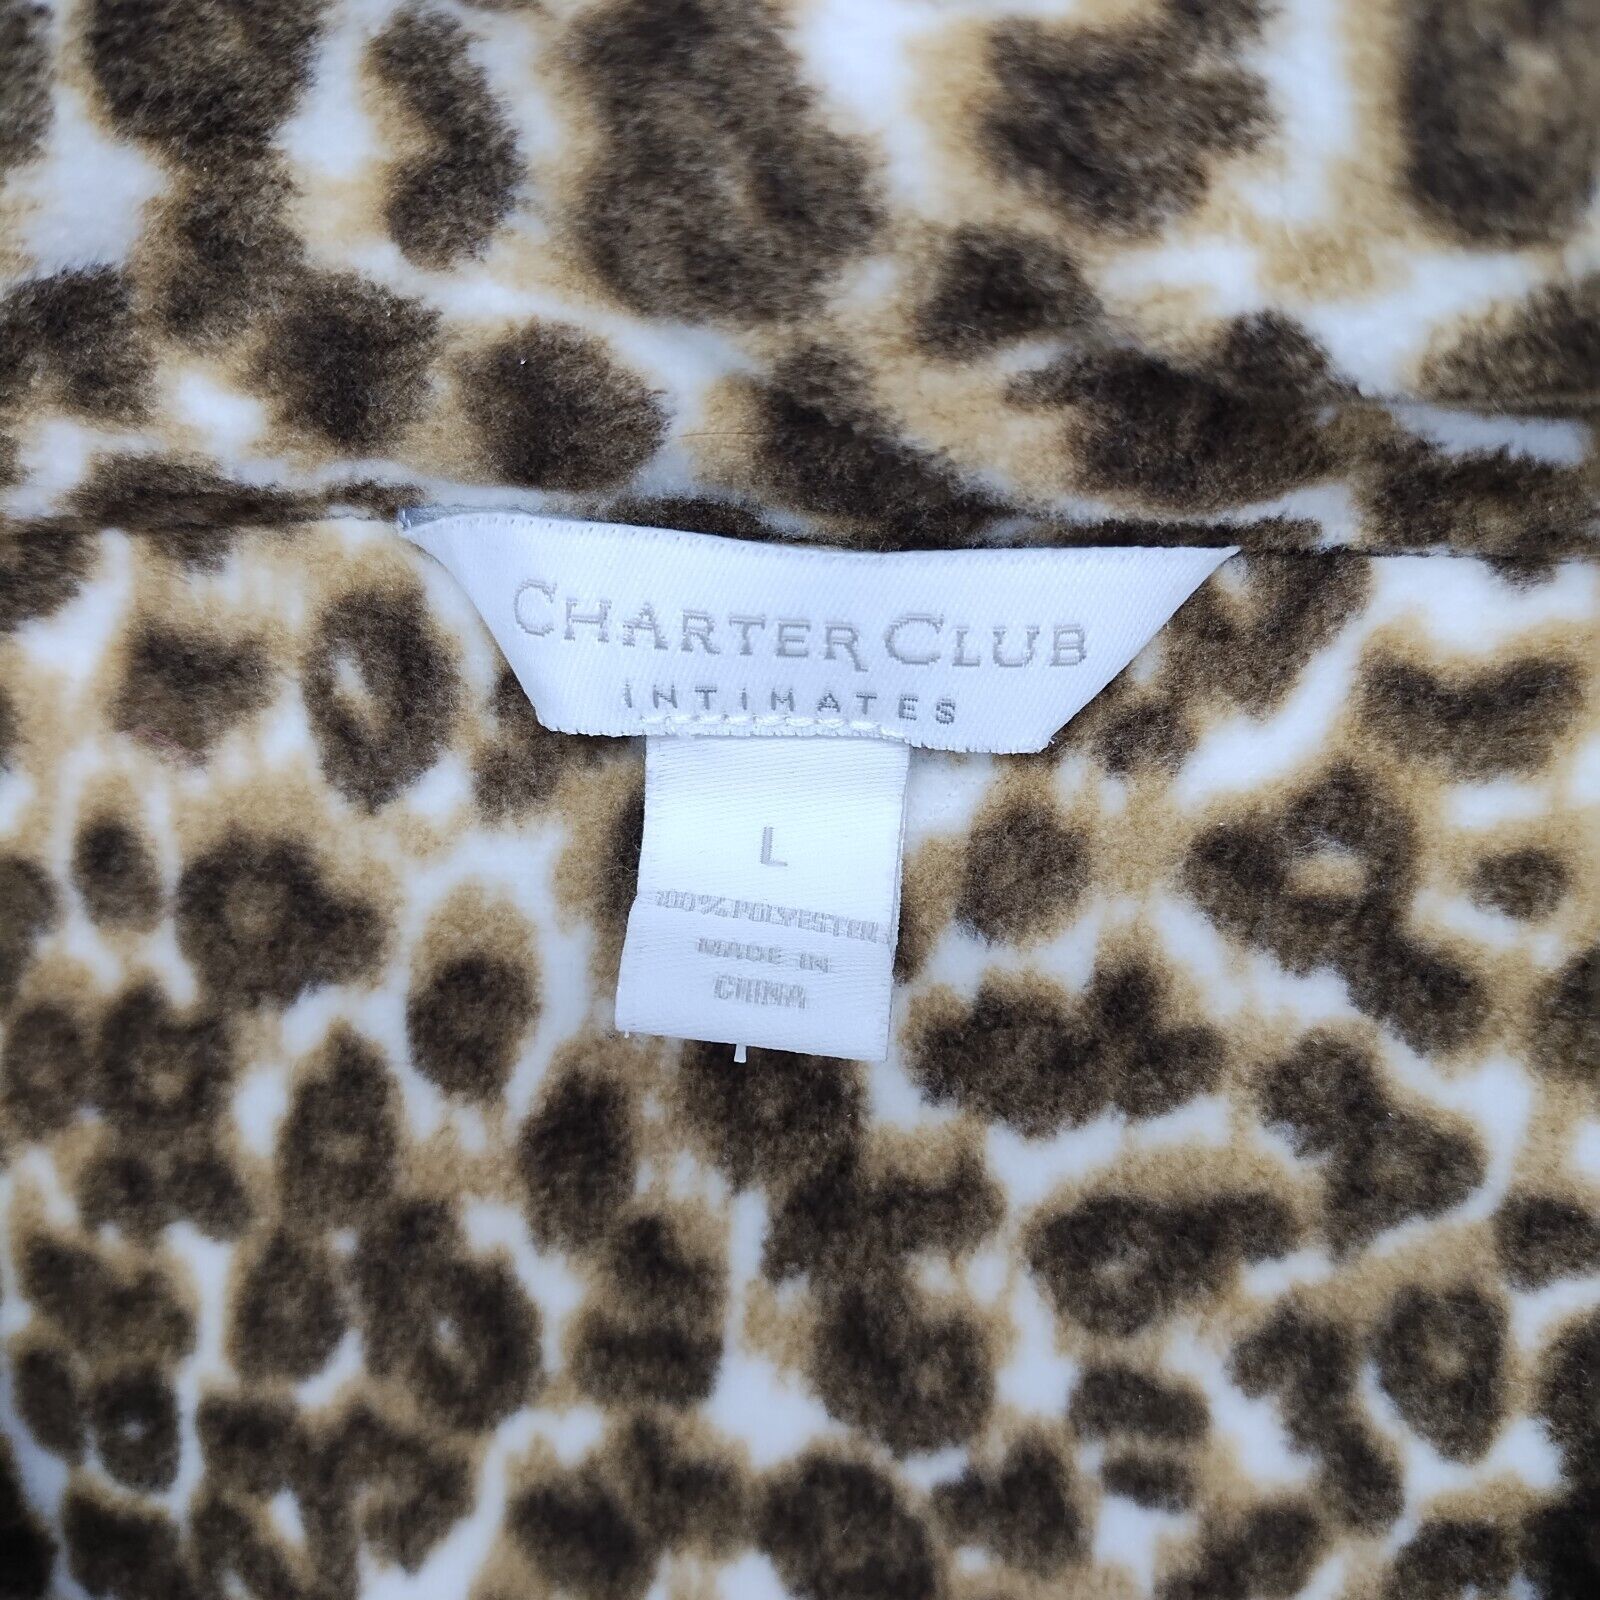 CHARTER CLUB
INTIMATES
L
100% POLYESTER
MADE IN
CHINA